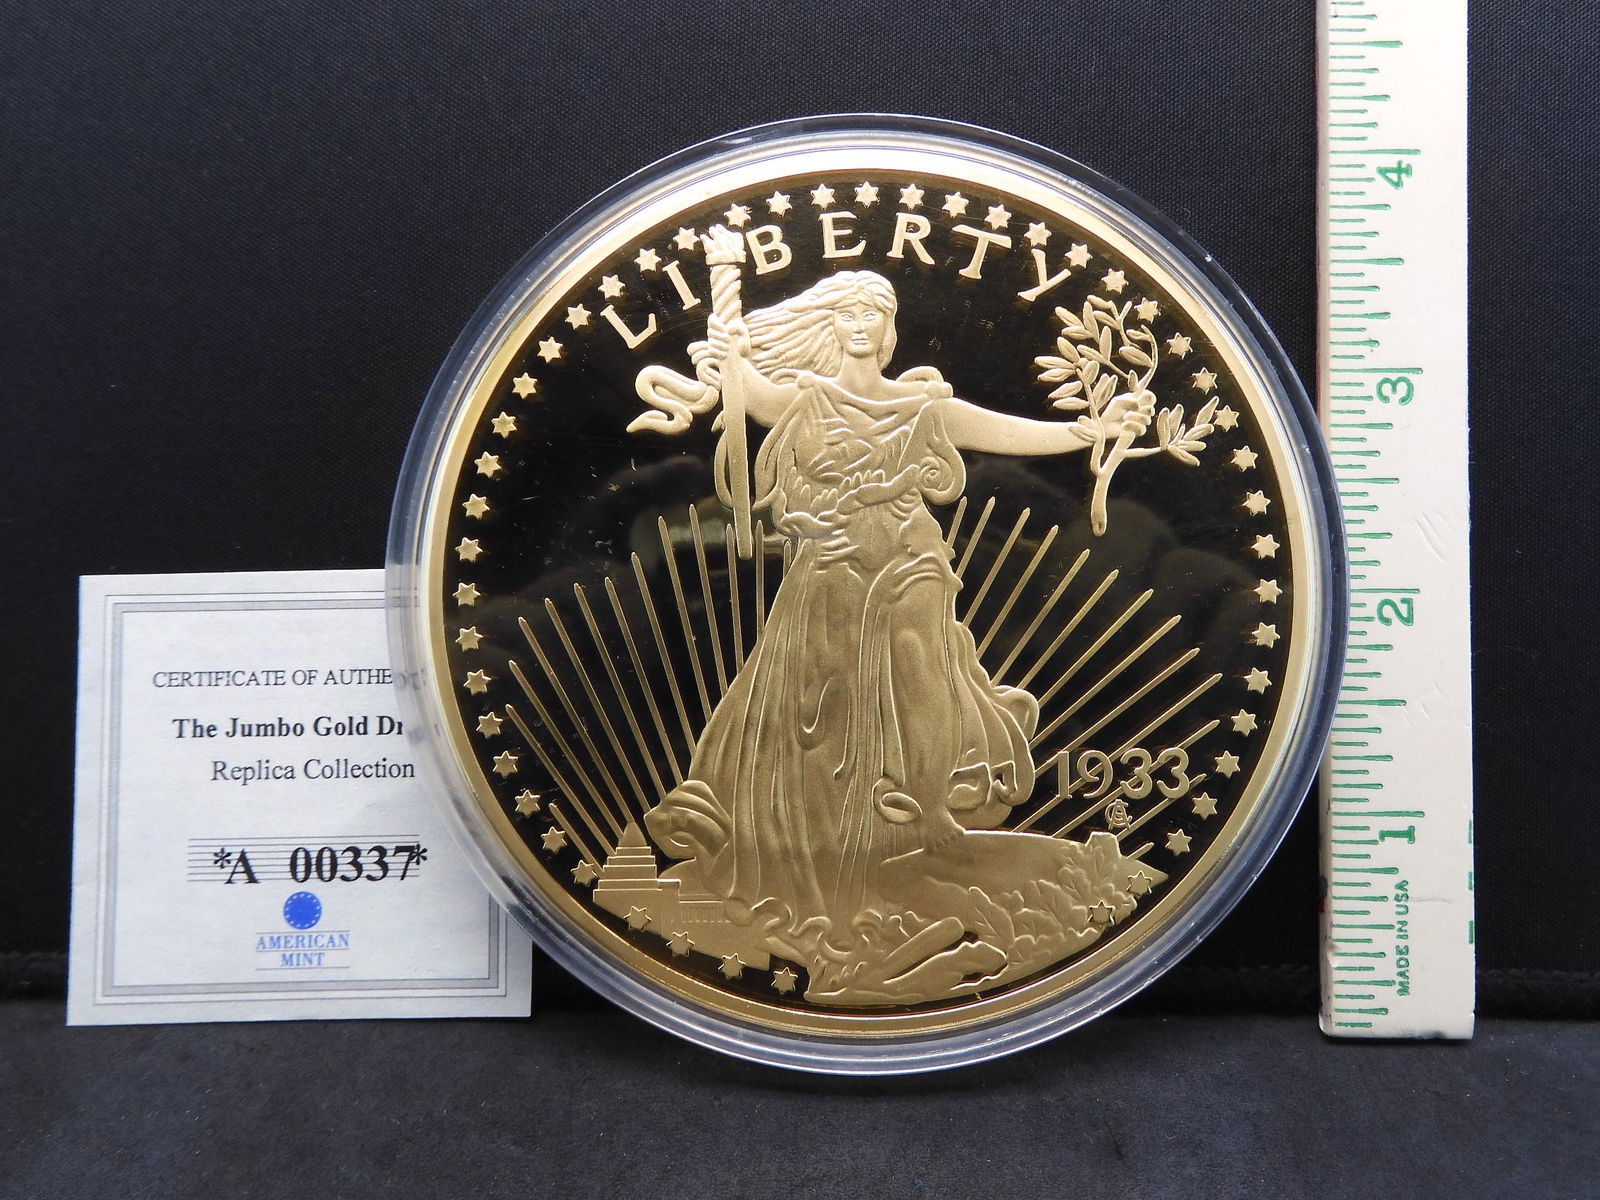 LIBERTY
1933
CERTIFICATE OF AUTHE
The Jumbo Gold
Replica Collection
*A 00337*
AMERICAN
MINT
4
3
2
1
MADE IN USA